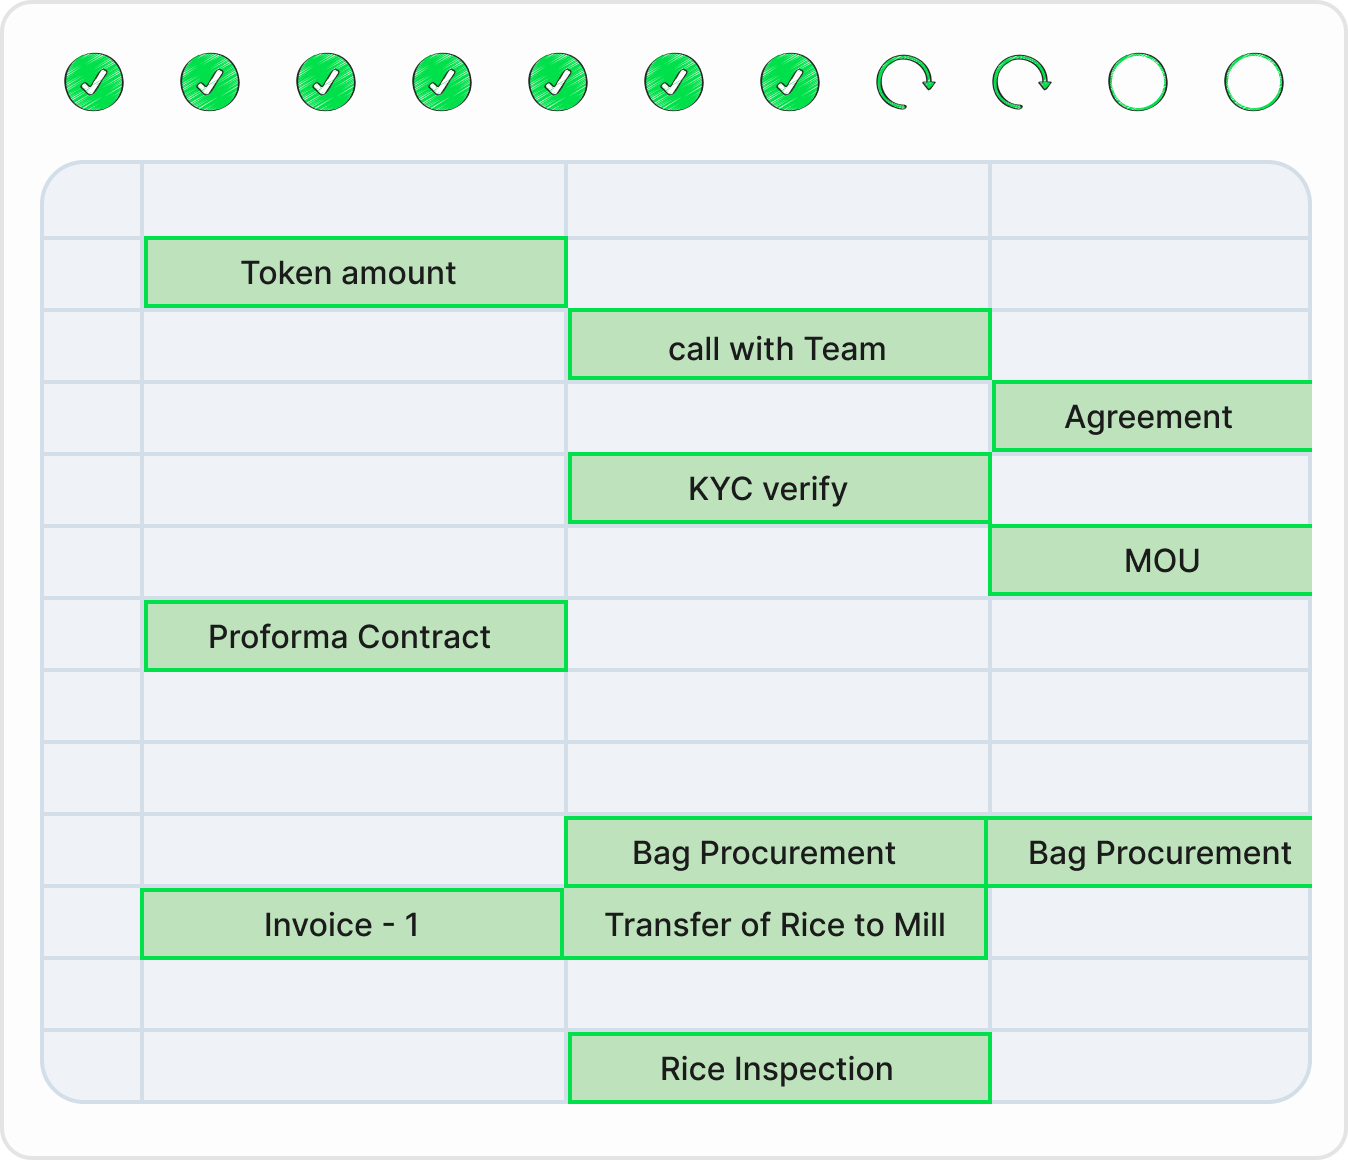 Token amount
call with Team
Agreement
KYC verify
MOU
Proforma Contract
Bag Procurement
Bag Procurement
Invoice - 1
Transfer of Rice to Mill
Rice Inspection